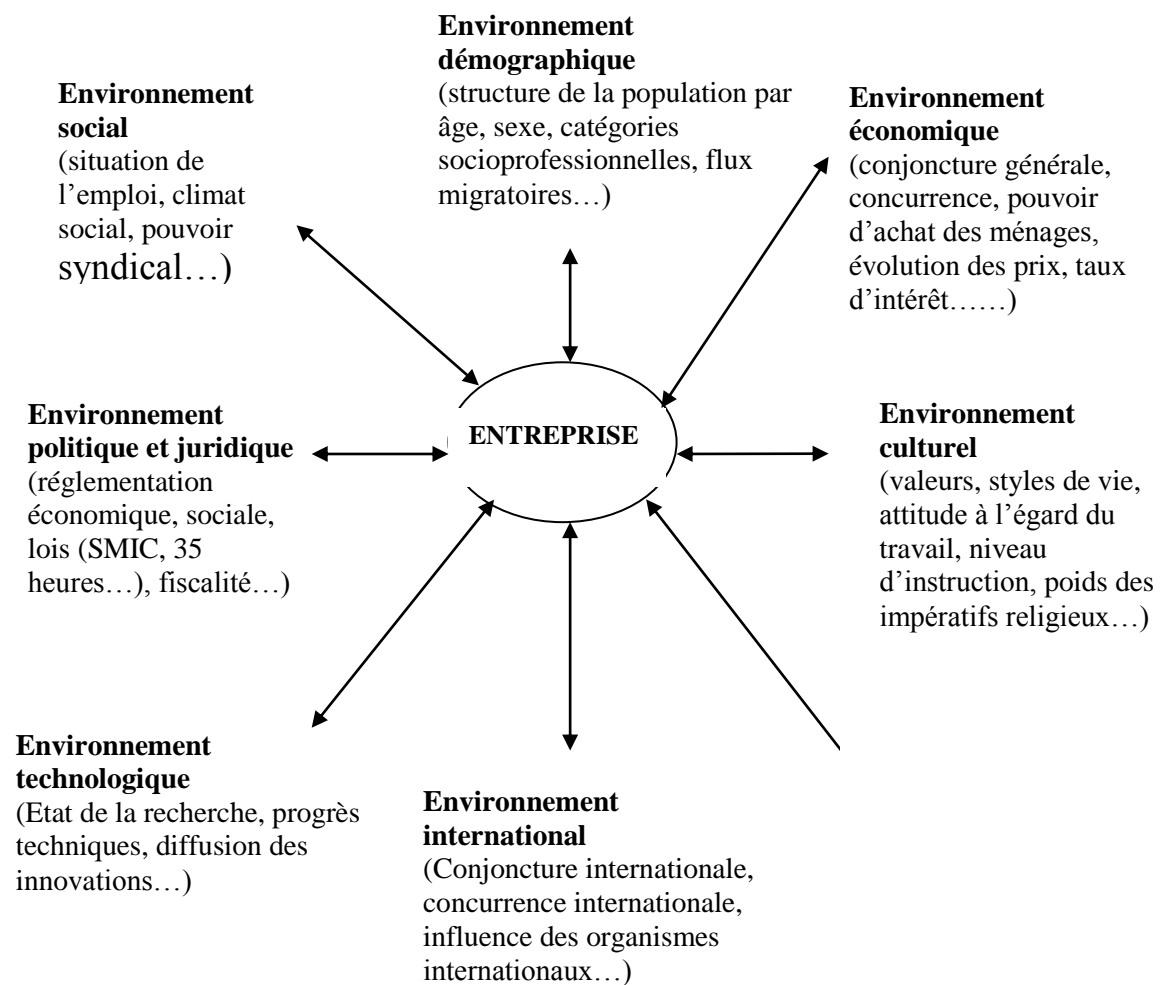 Environnement
démographique
(structure de la population par
âge, sexe, catégories
socioprofessionnelles, flux
migratoires…)
Environnement
social
(situation de
l’emploi, climat
social, pouvoir
syndical…)
Environnement
économique
(conjoncture générale,
concurrence, pouvoir
d’achat des ménages,
évolution des prix, taux
d’intérêt……)
Environnement
politique et juridique
(réglementation
économique, sociale,
lois (SMIC, 35
heures…), fiscalité…)
ENTREPRISE
Environnement
culturel
(valeurs, styles de vie,
attitude à l’égard du
travail, niveau
d’instruction, poids des
impératifs religieux…)
Environnement
technologique
(Etat de la recherche, progrès
techniques, diffusion des
innovations…)
Environnement
international
(Conjoncture internationale,
concurrence internationale,
influence des organismes
internationaux…)